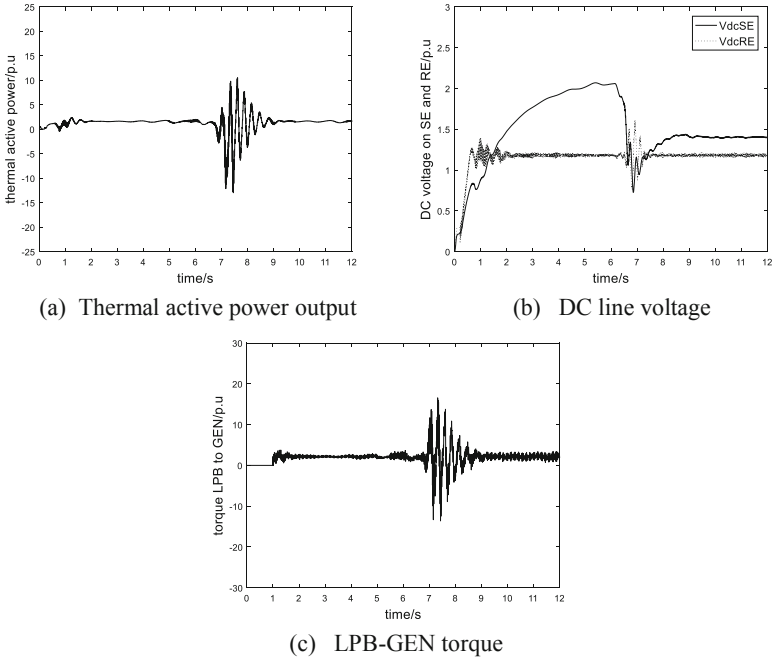 25
20
15
10
5
0
-5
-10
-15
-20
-25
thermal active power/p.u
0 1 2 3 4 5 6 7 8 9 10 11 12
time/s
(a) Thermal active power output
3
2.5
2
1.5
1
0.5
0
DC voltage on SE and RE/p.u
VdcSE
VdcRE
0 1 2 3 4 5 6 7 8 9 10 11 12
time/s
(b) DC line voltage
30
20
10
0
-10
-20
-30
torque LPB to GEN/p.u
0 1 2 3 4 5 6 7 8 9 10 11 12
time/s
(c) LPB-GEN torque